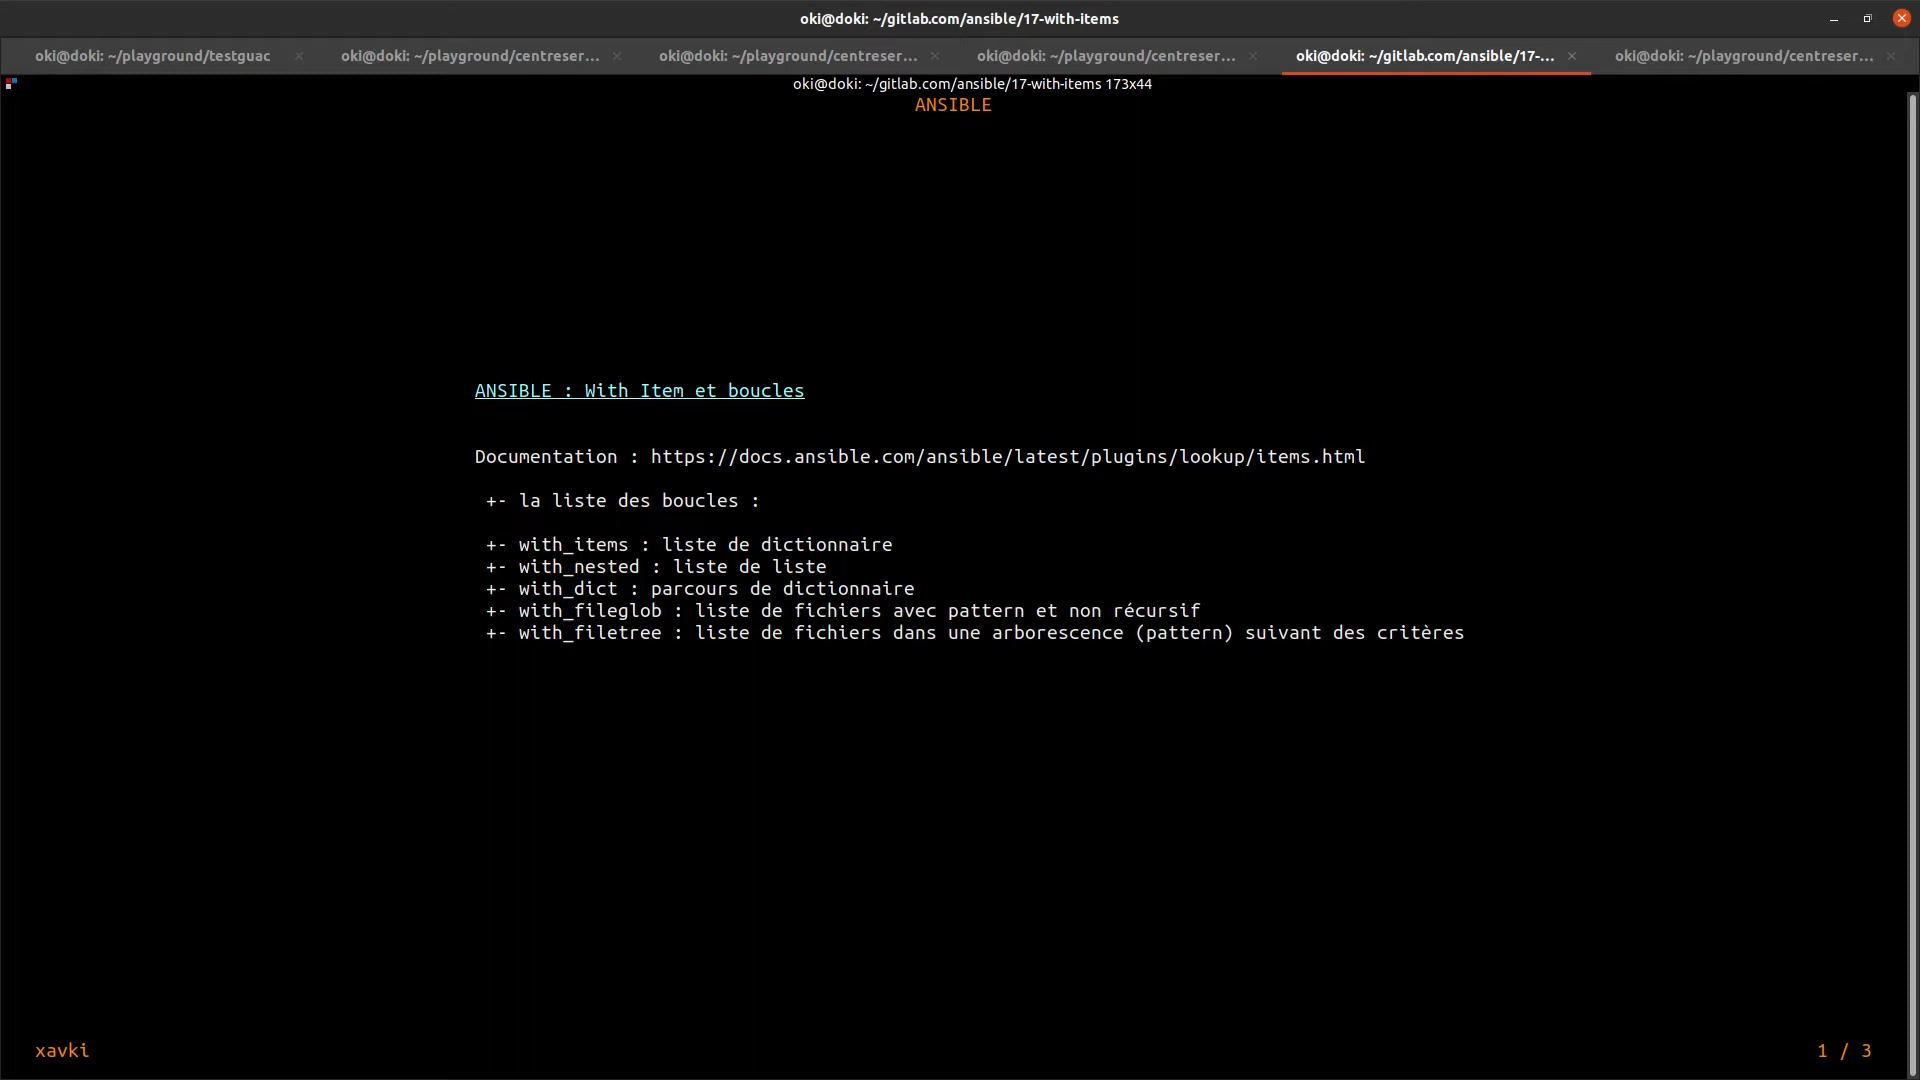 oki@doki: ~/gitlab.com/ansible/17-with-items
oki@doki: ~/playground/testguac
oki@doki: ~/playground/centreser...
oki@doki: ~/playground/centreser...
oki@doki: ~/playground/centreser...
oki@doki: ~/gitlab.com/ansible/17-...
oki@doki: ~/playground/centreser...
oki@doki: ~/gitlab.com/ansible/17-with-items 173x44
ANSIBLE
ANSIBLE : With Item et boucles
Documentation : https://docs.ansible.com/ansible/latest/plugins/lookup/items.html
+- la liste des boucles :
+- with_items : liste de dictionnaire
+- with_nested : liste de liste
+- with_dict : parcours de dictionnaire
+- with_fileglob : liste de fichiers avec pattern et non récursif
+- with_filetree : liste de fichiers dans une arborescence (pattern) suivant des critères
xavki
1 / 3